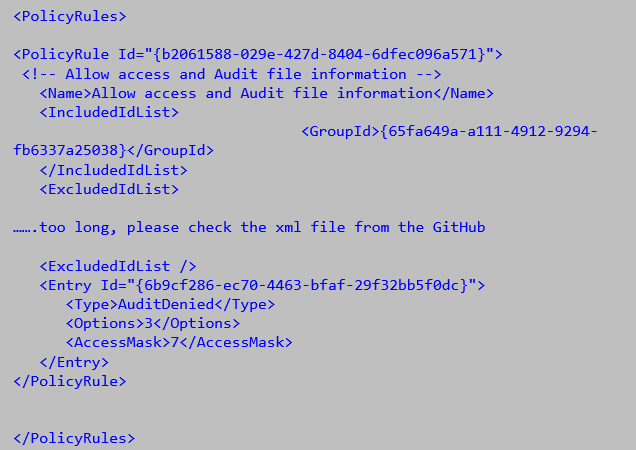 <PolicyRules>
<PolicyRule Id="{b2061588-029e-427d-8404-6dfec096a571}">
<!-- Allow access and Audit file information -->
<Name>Allow access and Audit file information</Name>
<IncludedIdList>
<GroupId>{65fa649a-a111-4912-9294-
fb6337a25038}</GroupId>
</IncludedIdList>
<ExcludedIdList>
…….too long, please check the xml file from the GitHub
<ExcludedIdList />
<Entry Id="{6b9cf286-ec70-4463-bfaf-29f32bb5f0dc}">
<Type>AuditDenied</Type>
<Options>3</Options>
<AccessMask>7</AccessMask>
</Entry>
</PolicyRule>
</PolicyRules>